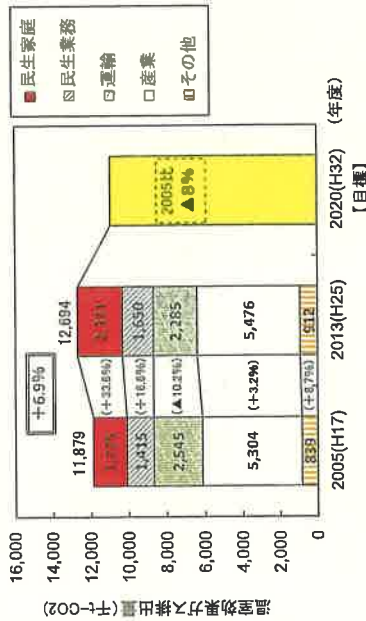 温室効果ガス排出量(千t-CO2)
16,000
14,000
12,000
10,000
8,000
6,000
4,000
2,000
0
+6.9%
11,879
1,415
2,545
5,304
839
(+33.6%)
(+16.6%)
(▲10.2%)
(+3.2%)
(+8.7%)
12,694
1,650
2,285
5,476
912
2005比
▲8%
2005(H17)
2013(H25)
2020(H32)
【目標】
(年度)
民生家庭
民生業務
運輸
産業
その他